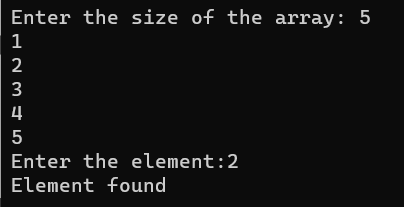 Enter the size of the array: 5
1
2
3
4
5
Enter the element:2
Element found